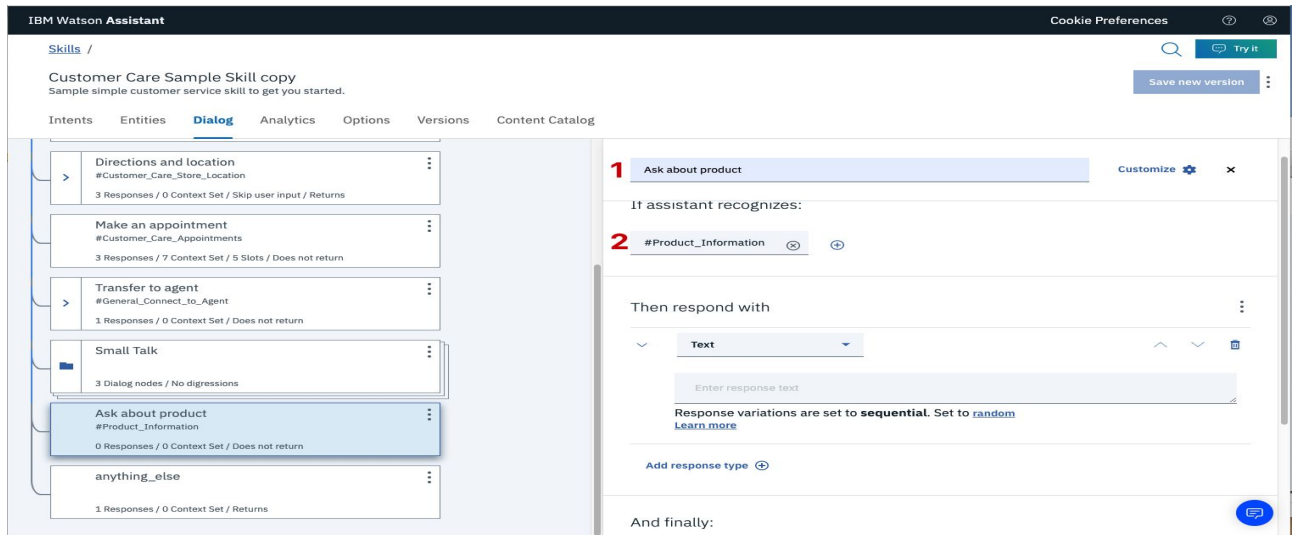 IBM Watson Assistant
Cookie Preferences
Skills /
Try it
Customer Care Sample Skill copy
Sample simple customer service skill to get you started.
Save new version
Intents Entities Dialog Analytics Options Versions Content Catalog
Directions and location
#Customer_Care_Store_Location
3 Responses / 0 Context Set / Skip user input / Returns
Make an appointment
#Customer_Care_Appointments
3 Responses / 7 Context Set / 5 Slots / Does not return
Transfer to agent
#General_Connect_to_Agent
1 Responses / 0 Context Set / Does not return
Small Talk
3 Dialog nodes / No digressions
Ask about product
#Product_Information
0 Responses / 0 Context Set / Does not return
anything_else
1 Responses / 0 Context Set / Returns
1 Ask about product
Customize
If assistant recognizes:
2 #Product_Information
Then respond with
Text
Enter response text
Response variations are set to sequential. Set to random
Learn more
Add response type
And finally: